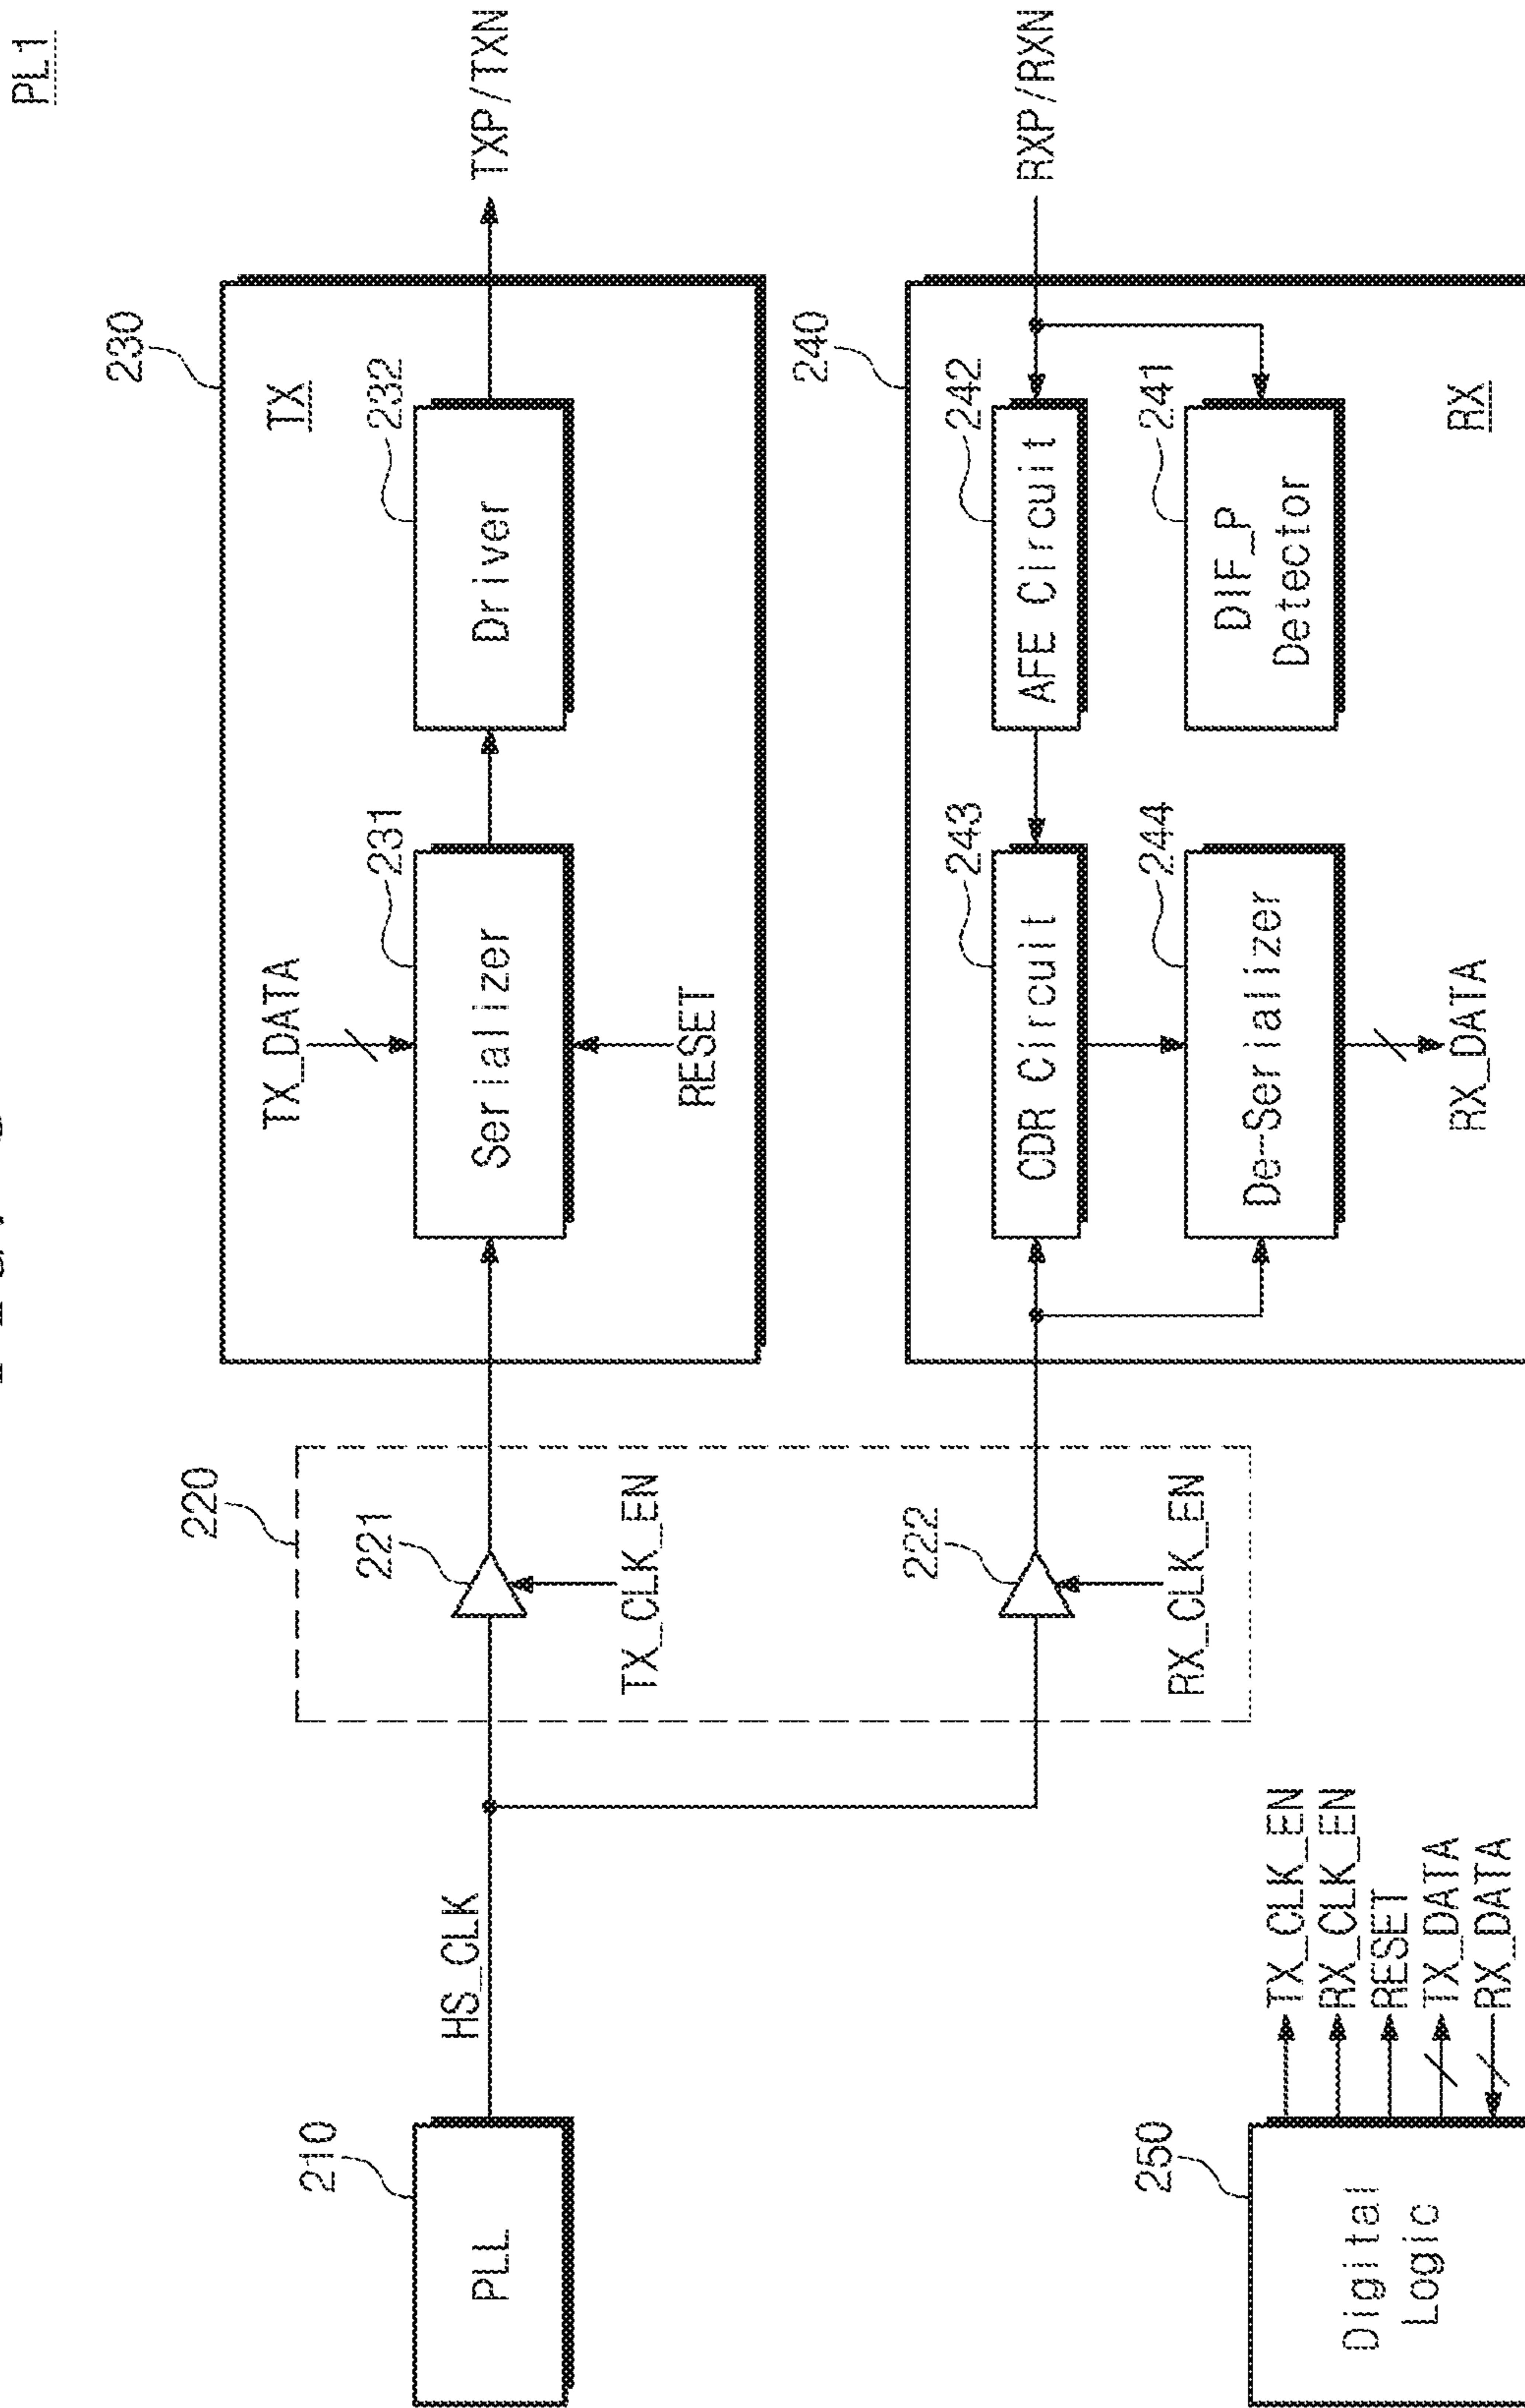 PL1
TXP/TXN
RXP/RXN
230
TX
232
Driver
231
Serializer
TX_DATA
RESET
240
242
AFE Circuit
241
DIF_P
Detector
RX
243
CDR Circuit
244
De-Serializer
RX_DATA
220
221
TX_CLK_EN
222
RX_CLK_EN
HS_CLK
210
PLL
250
Digital
Logic
TX_CLK_EN
RX_CLK_EN
RESET
TX_DATA
RX_DATA